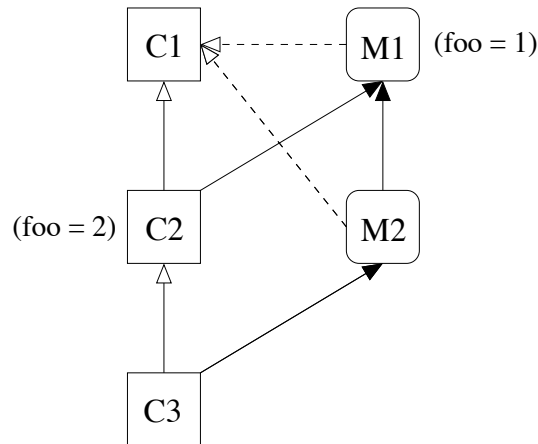 C1
M1
(foo = 1)
(foo = 2)
C2
M2
C3